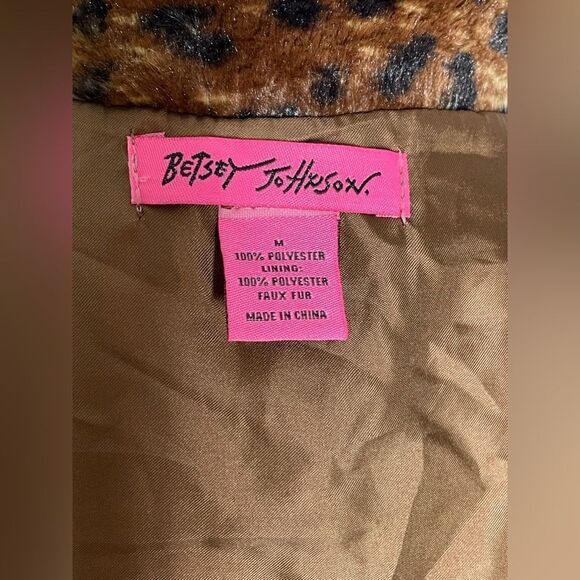 BETSEY JOHNSON.
M
100% POLYESTER
LINING:
100% POLYESTER
FAUX FUR
MADE IN CHINA